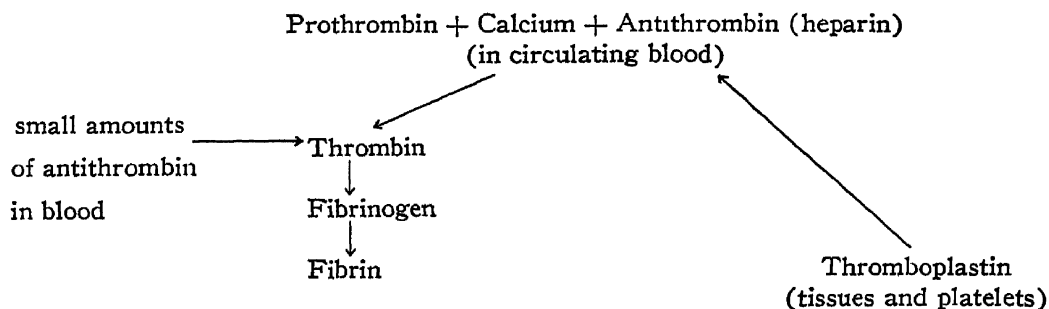 Prothrombin + Calcium + Antithrombin (heparin)
(in circulating blood)
small amounts
of antithrombin
in blood
Thrombin
Fibrinogen
Fibrin
Thromboplastin
(tissues and platelets)